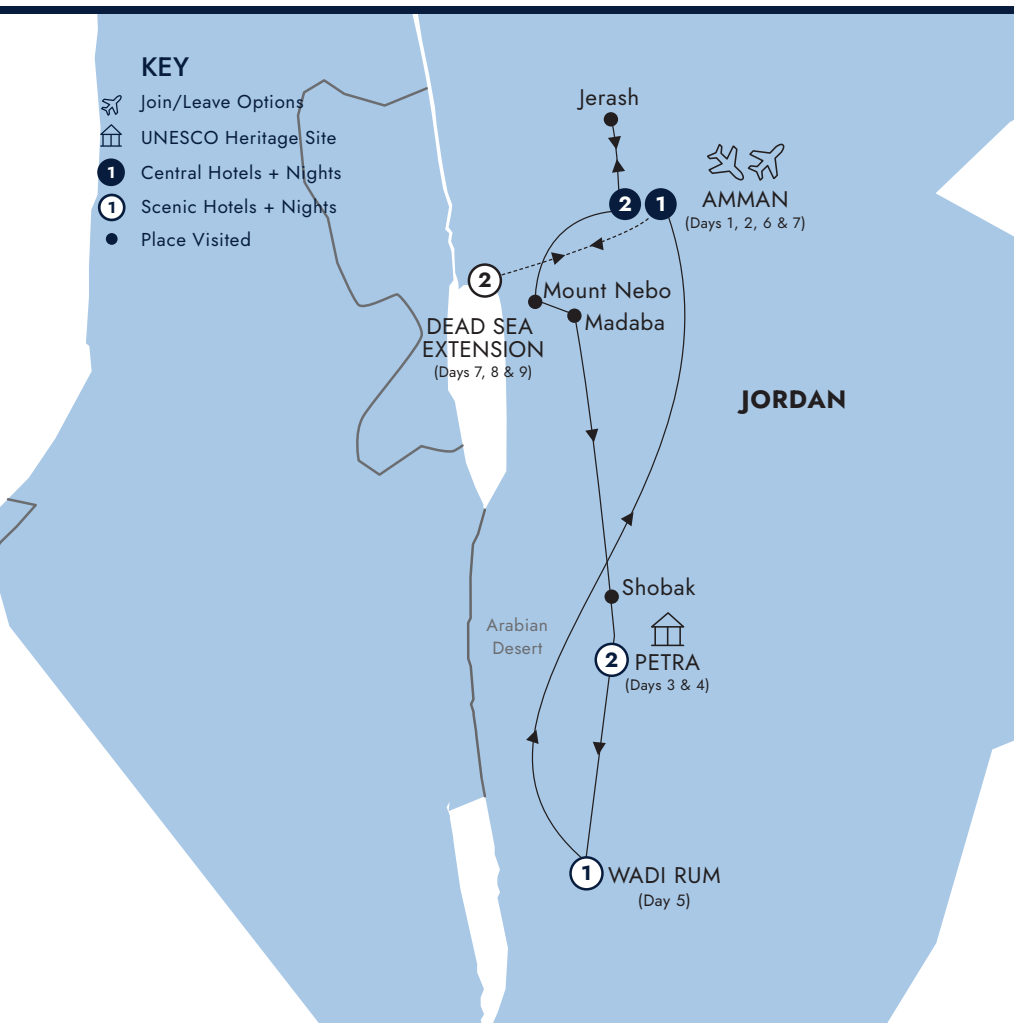 KEY
Join/Leave Options
UNESCO Heritage Site
1 Central Hotels + Nights
1 Scenic Hotels + Nights
Place Visited
Jerash
2 1 AMMAN
(Days 1, 2, 6 & 7)
2
DEAD SEA
EXTENSION
(Days 7, 8 & 9)
Mount Nebo
Madaba
JORDAN
Shobak
Arabian
Desert
2 PETRA
(Days 3 & 4)
1 WADI RUM
(Day 5)